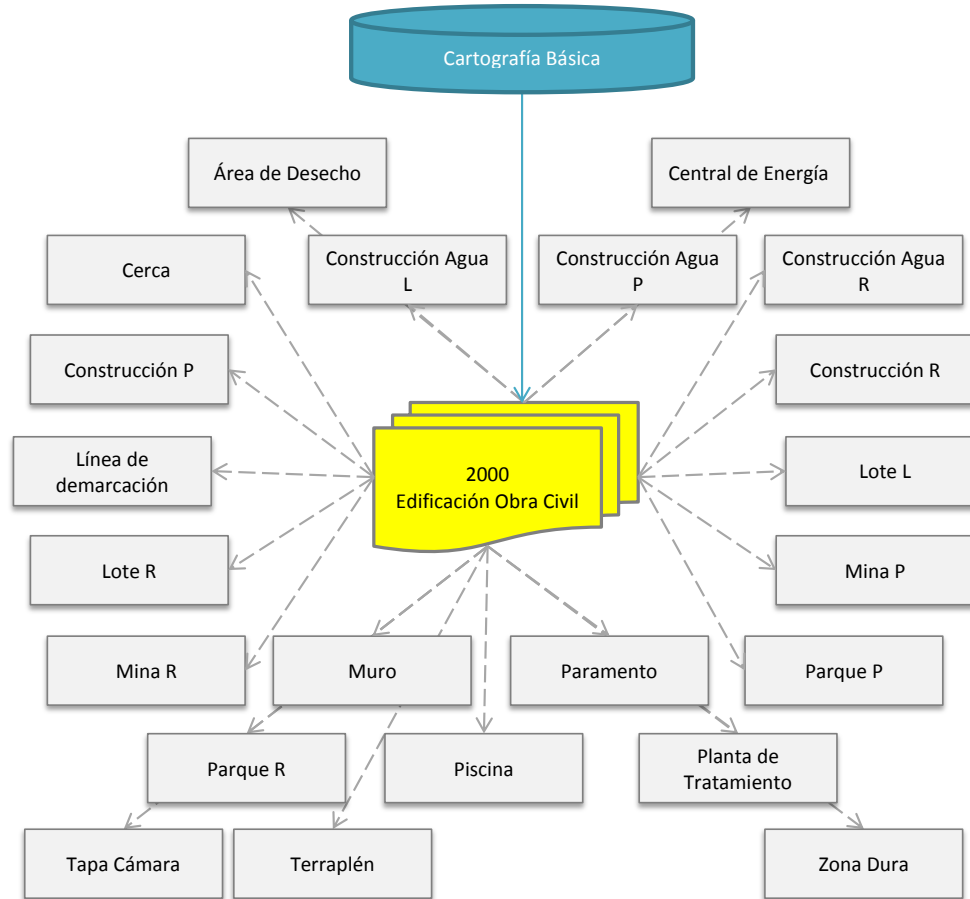 Cartografía Básica
Área de Desecho
Central de Energía
Cerca
Construcción Agua
L
Construcción Agua
P
Construcción Agua
R
Construcción P
Construcción R
Línea de
demarcación
2000
Edificación Obra Civil
Lote L
Lote R
Mina P
Mina R
Muro
Paramento
Parque P
Parque R
Piscina
Planta de
Tratamiento
Tapa Cámara
Terraplén
Zona Dura